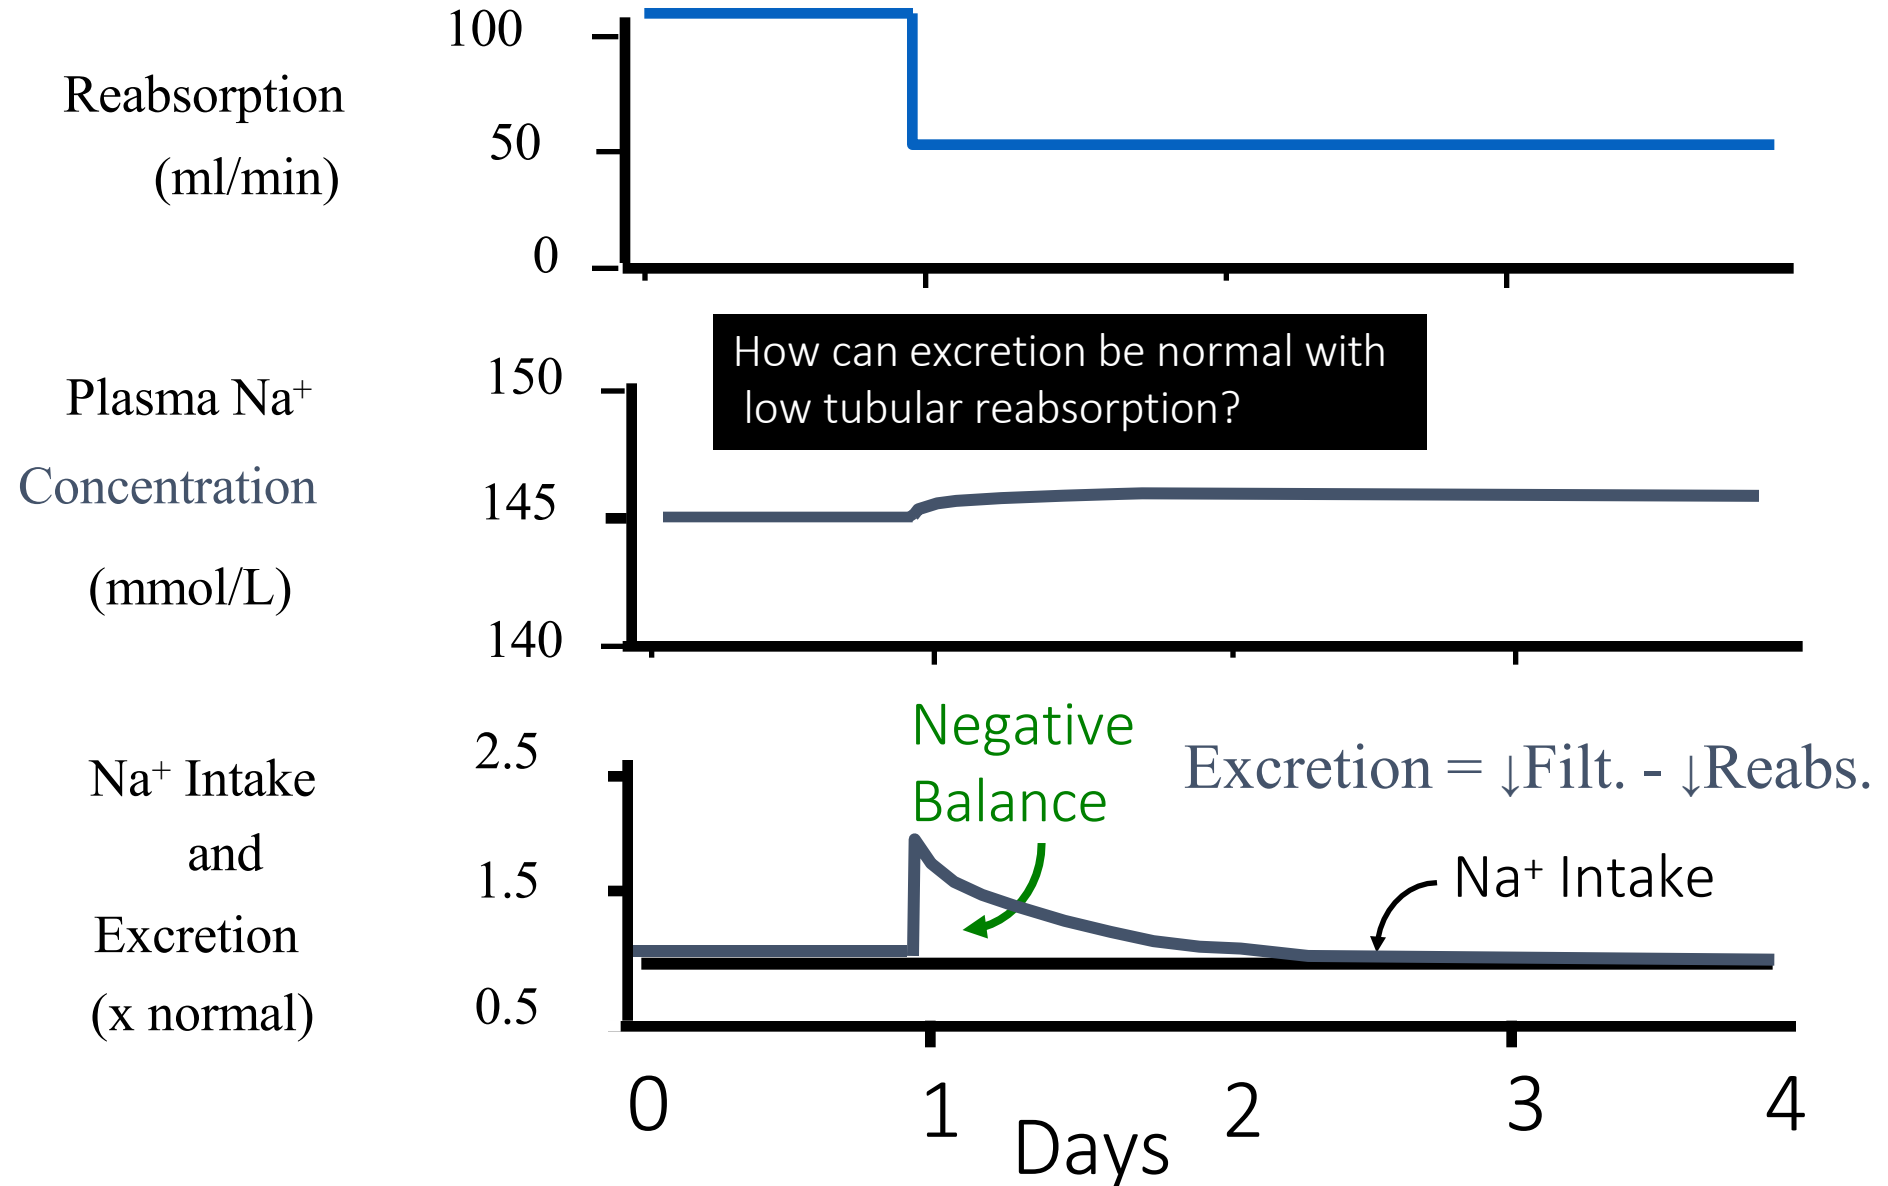 100
Reabsorption
50
(ml/min)
0
How can excretion be normal with
low tubular reabsorption?
150
Plasma Na⁺
Concentration
145
(mmol/L)
140
Negative
Balance
Excretion = ↓Filt. - ↓Reabs.
2.5
Na⁺ Intake
and
1.5
Na⁺ Intake
Excretion
(x normal)
0.5
0 1 2 3 4
Days